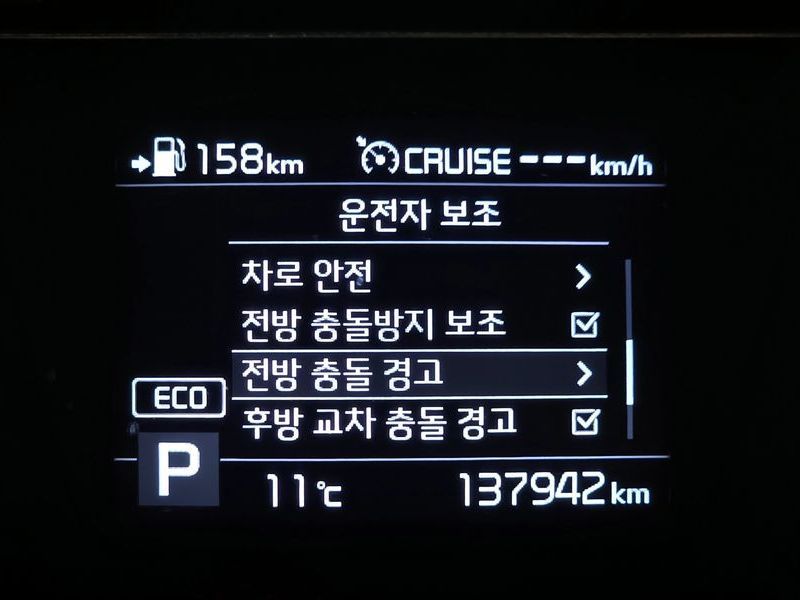 158km CRUISE ---km/h
운전자 보조
차로 안전
전방 충돌방지 보조
전방 충돌 경고
ECO
후방 교차 충돌 경고
P
11℃ 137942km